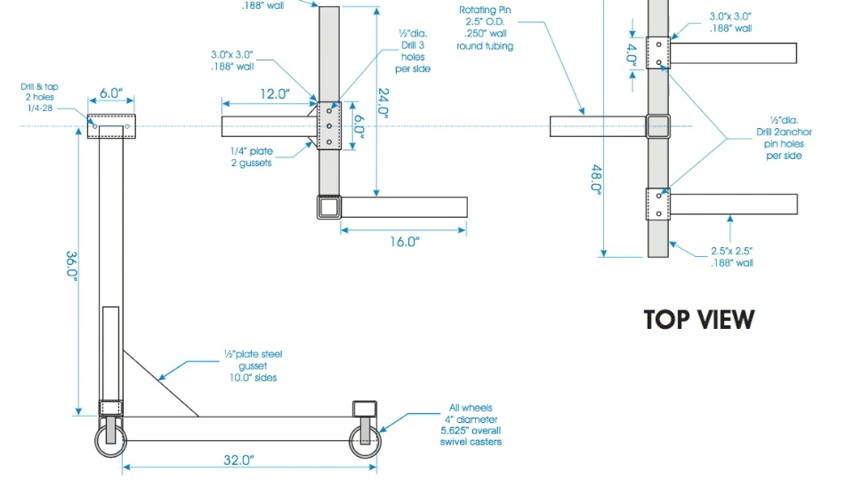 .188" wall
½"dia.
Drill 3
holes
per side
3.0"x 3.0"
.188" wall
Drill & tap
2 holes
1/4-28
6.0"
12.0"
24.0"
6.0"
1/4" plate
2 gussets
16.0"
36.0"
½"plate steel
gusset
10.0" sides
All wheels
4" diameter
5.625" overall
swivel casters
32.0"
Rotating Pin
2.5" O.D.
.250" wall
round tubing
3.0"x 3.0"
.188" wall
4.0"
½"dia.
Drill 2anchor
pin holes
per side
48.0"
2.5"x 2.5"
.188" wall
TOP VIEW